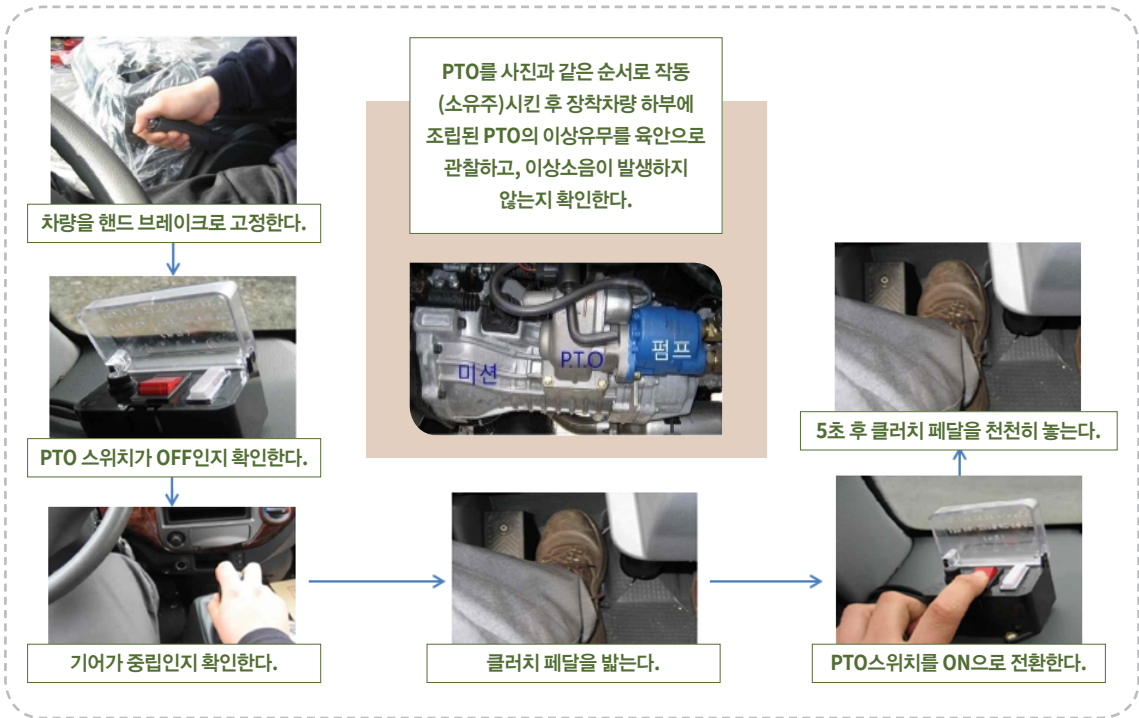 차량을 핸드 브레이크로 고정한다.
PTO 스위치가 OFF인지 확인한다.
기어가 중립인지 확인한다.
클러치 페달을 밟는다.
PTO스위치를 ON으로 전환한다.
5초 후 클러치 페달을 천천히 놓는다.
PTO를 사진과 같은 순서로 작동
(소유주)시킨 후 장착차량 하부에
조립된 PTO의 이상유무를 육안으로
관찰하고, 이상소음이 발생하지
않는지 확인한다.
미션
P.T.O
펌프